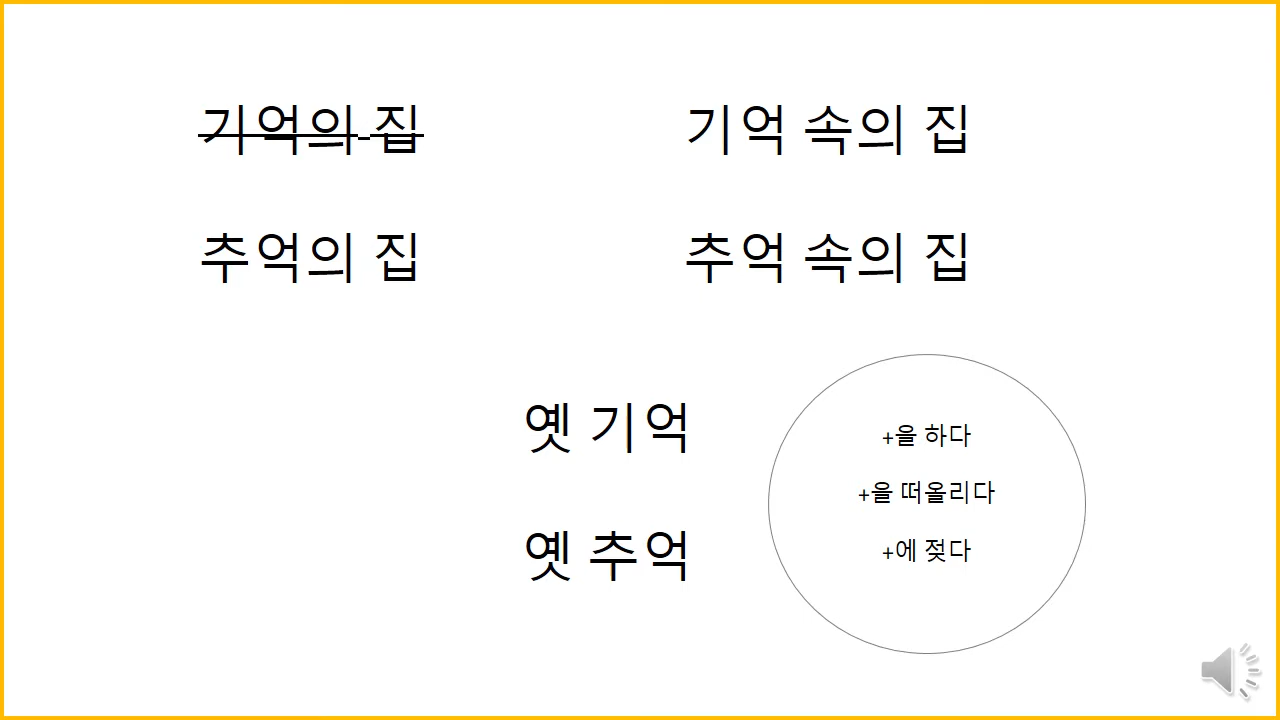 기억의 집
기억 속의 집
추억의 집
추억 속의 집
옛 기억
옛 추억
+을 하다
+을 떠올리다
+에 젖다